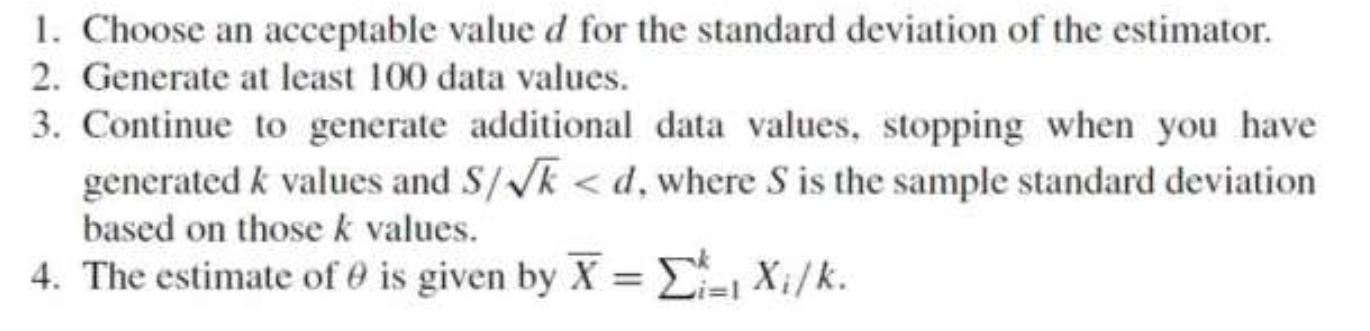 1. Choose an acceptable value d for the standard deviation of the estimator.
2. Generate at least 100 data values.
3. Continue to generate additional data values, stopping when you have
generated k values and S/√k < d, where S is the sample standard deviation
based on those k values.
4. The estimate of θ is given by X̅ = ∑ᵏᵢ₌₁ Xᵢ/k.